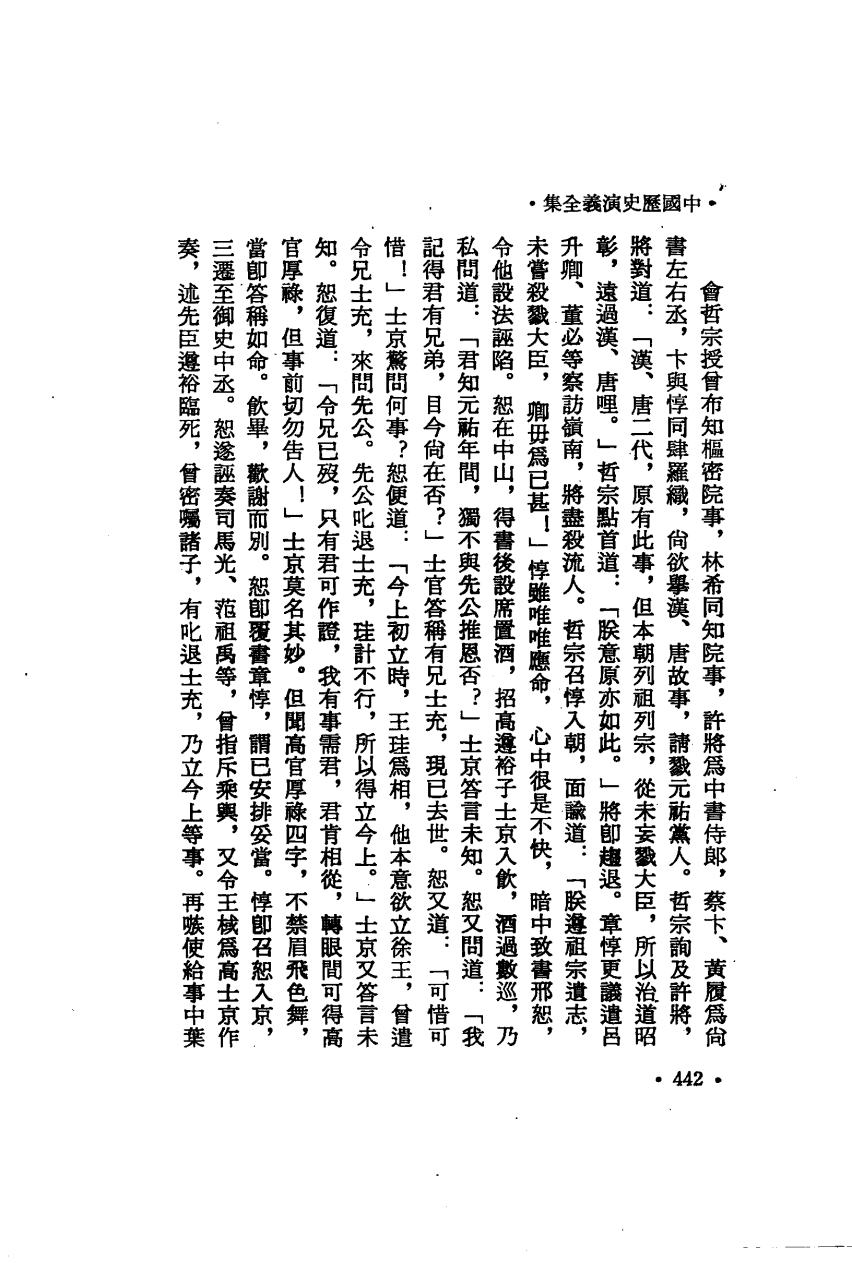 •中國歷史演義全集•
會哲宗授曾布知樞密院事，林希同知院事，許將爲中書侍郎，蔡卞、黃履爲尚
書左右丞，卞與惇同肆羅織，尚欲舉漢、唐故事，請戮元祐黨人。哲宗詢及許將，
將對道：「漢、唐二代，原有此事，但本朝列祖列宗，從未妄戮大臣，所以治道昭
彰，遠過漢、唐哩。」哲宗點首道：「朕意原亦如此。」將卽趨退。章惇更議遣呂
升卿、董必等察訪嶺南，將盡殺流人。哲宗召惇入朝，面諭道：「朕遵祖宗遺志，
未嘗殺戮大臣，卿毋爲已甚！」惇雖唯唯應命，心中很是不快，暗中致書邢恕，
令他設法誣陷。恕在中山，得書後設席置酒，招高遵裕子士京入飲，酒過數巡，乃
私問道：「君知元祐年間，獨不與先公推恩否？」士京答言未知。恕又問道：「我
記得君有兄弟，目今尚在否？」士官答稱有兄士充，現已去世。恕又道：「可惜可
惜！」士京驚問何事？恕便道：「今上初立時，王珪爲相，他本意欲立徐王，曾遣
令兄士充，來問先公。先公叱退士充，珪計不行，所以得立今上。」士京又答言未
知。恕復道：「令兄已歿，只有君可作證，我有事需君，君肯相從，轉眼間可得高
官厚祿，但事前切勿告人！」士京莫名其妙。但聞高官厚祿四字，不禁眉飛色舞，
當卽答稱如命。飲畢，歡謝而別。恕卽覆書章惇，謂已安排妥當。惇卽召恕入京，
三遷至御史中丞。恕遂誣奏司馬光、范祖禹等，曾指斥乘輿，又令王棫爲高士京作
奏，述先臣遵裕臨死，曾密囑諸子，有叱退士充，乃立今上等事。再嗾使給事中葉
•442•